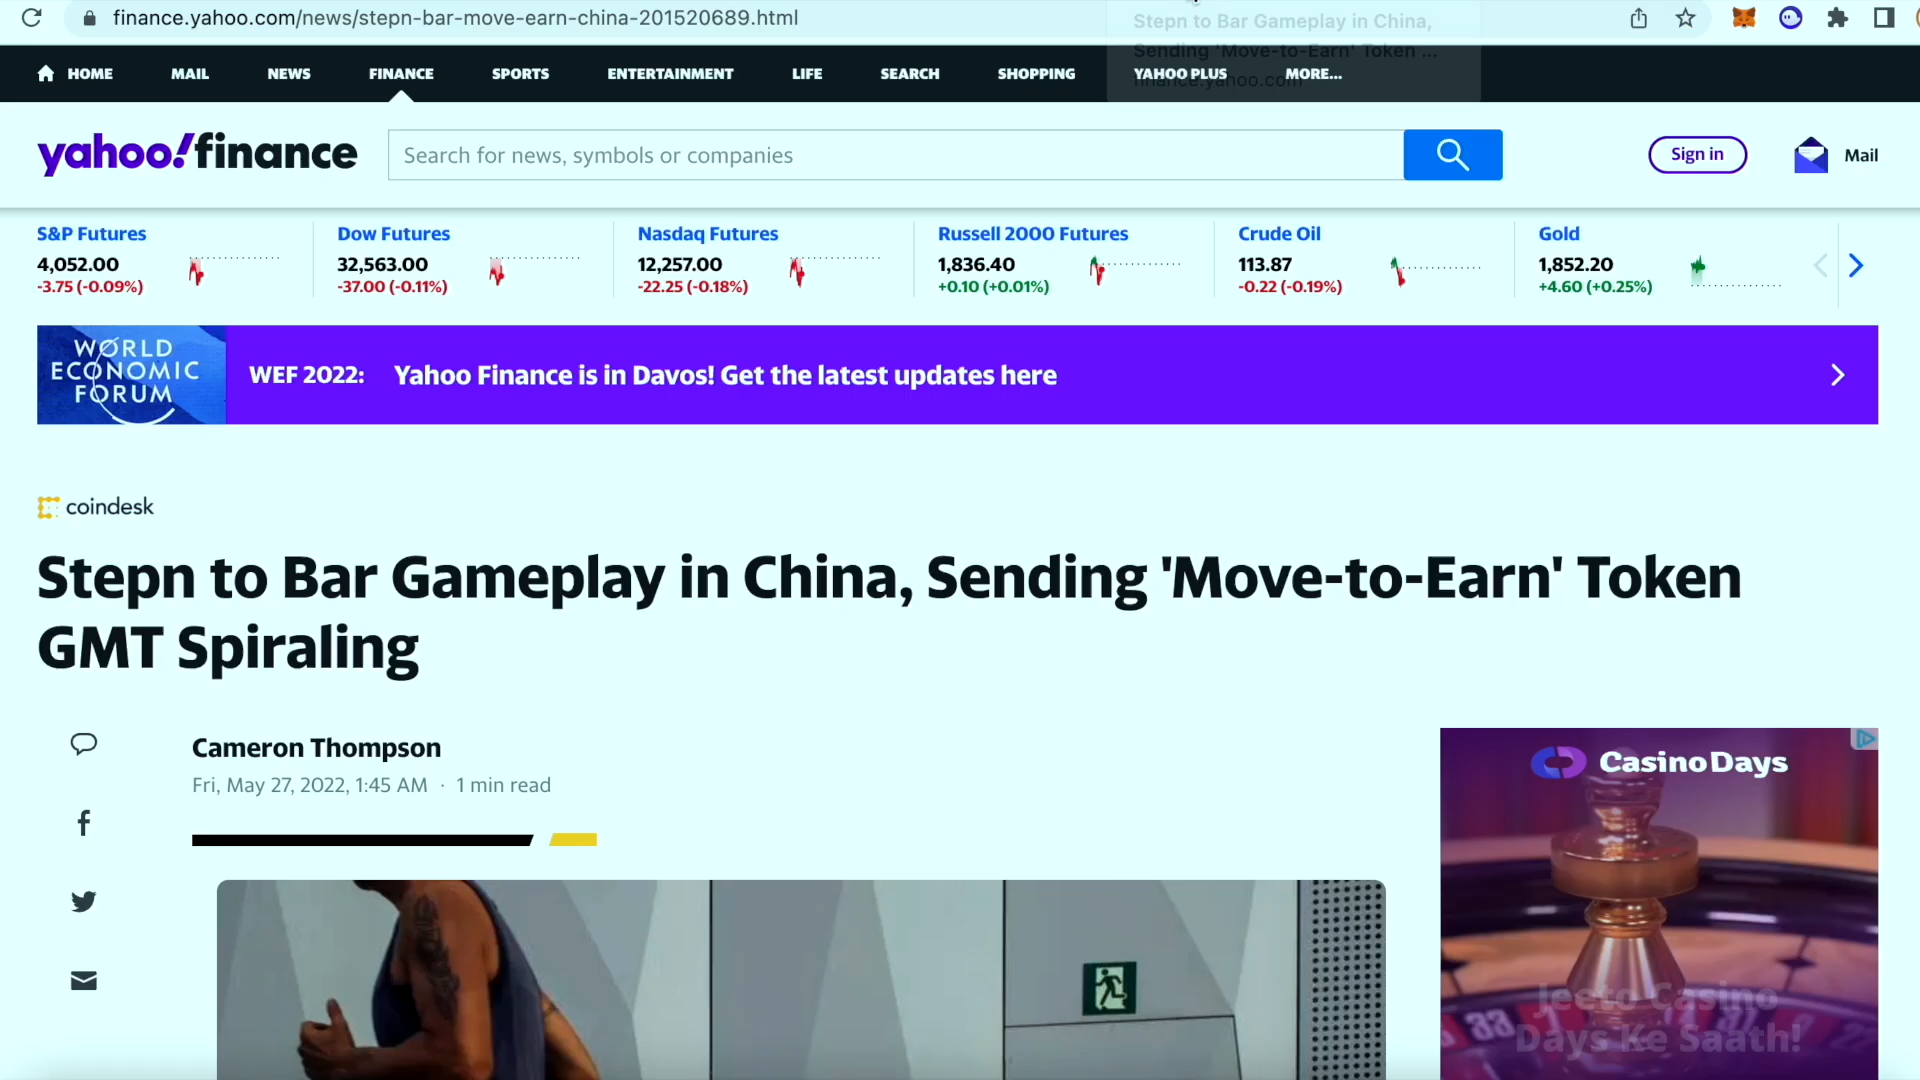 finance.yahoo.com/news/stepn-bar-move-earn-china-201520689.html
Stepn to Bar Gameplay in China,
Sending 'Move-to-Earn' Token ...
finance.yahoo.com
HOME MAIL NEWS FINANCE SPORTS ENTERTAINMENT LIFE SEARCH SHOPPING YAHOO PLUS MORE...
yahoo!finance
Search for news, symbols or companies
Sign in
Mail
S&P Futures
4,052.00
-3.75 (-0.09%)
Dow Futures
32,563.00
-37.00 (-0.11%)
Nasdaq Futures
12,257.00
-22.25 (-0.18%)
Russell 2000 Futures
1,836.40
+0.10 (+0.01%)
Crude Oil
113.87
-0.22 (-0.19%)
Gold
1,852.20
+4.60 (+0.25%)
WORLD
ECONOMIC
FORUM
WEF 2022: Yahoo Finance is in Davos! Get the latest updates here
coindesk
Stepn to Bar Gameplay in China, Sending 'Move-to-Earn' Token
GMT Spiraling
Cameron Thompson
Fri, May 27, 2022, 1:45 AM · 1 min read
CasinoDays
Jeeto Casino
Days Ke Saath!
33